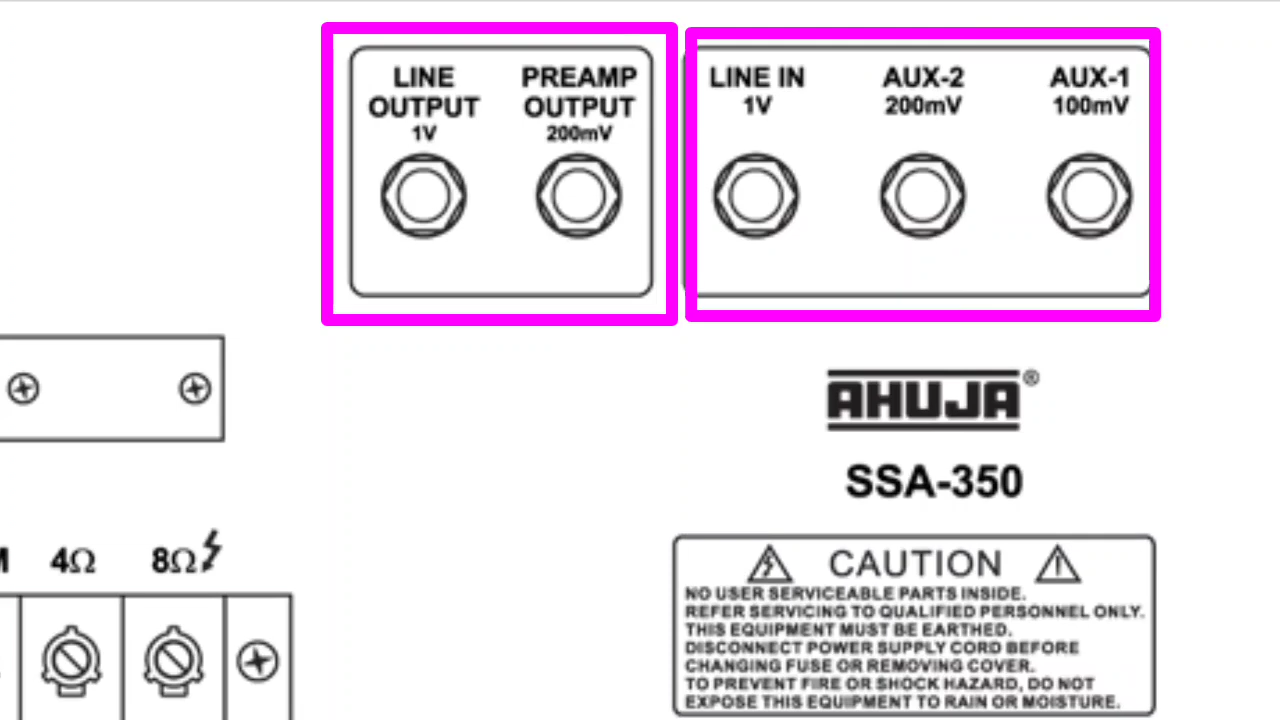 LINE
OUTPUT
1V
PREAMP
OUTPUT
200mV
LINE IN
1V
AUX-2
200mV
AUX-1
100mV
AHUJA®
SSA-350
4Ω
8Ω
CAUTION
NO USER SERVICEABLE PARTS INSIDE.
REFER SERVICING TO QUALIFIED PERSONNEL ONLY.
THIS EQUIPMENT MUST BE EARTHED.
DISCONNECT POWER SUPPLY CORD BEFORE
CHANGING FUSE OR REMOVING COVER.
TO PREVENT FIRE OR SHOCK HAZARD, DO NOT
EXPOSE THIS EQUIPMENT TO RAIN OR MOISTURE.